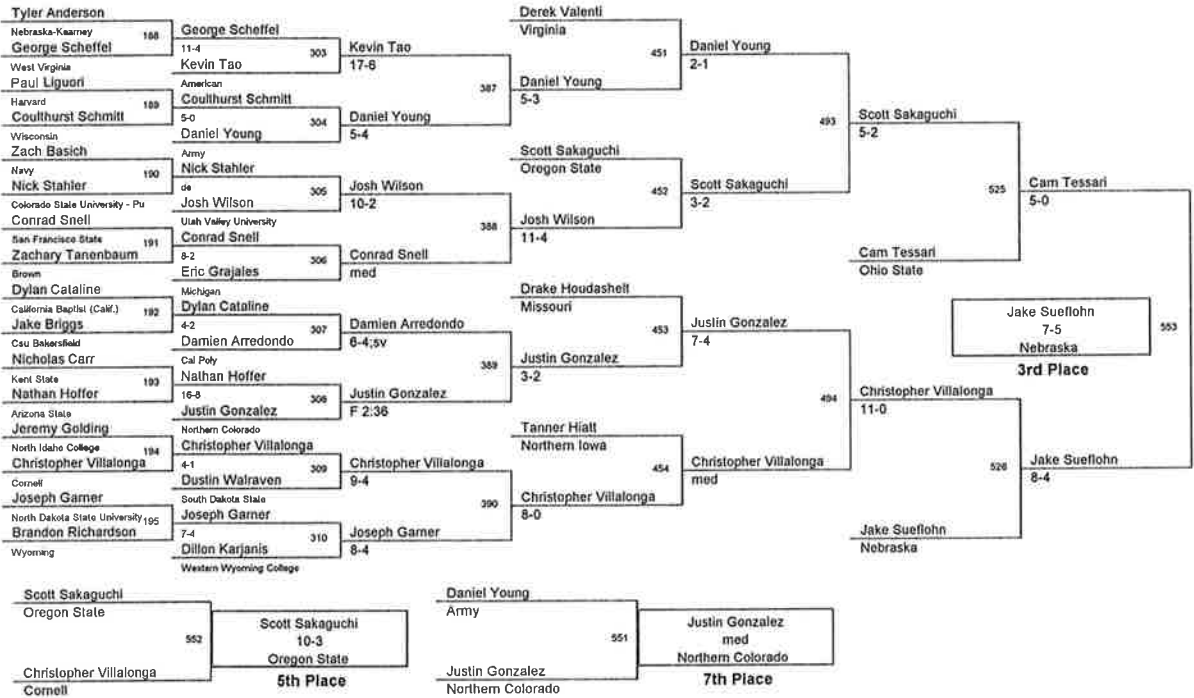 Tyler Anderson
Nebraska-Kearney
188
George Scheffel
West Virginia
Paul Liguori
Harvard
189
Coulthurst Schmitt
Wisconsin
Zach Basich
Navy
190
Nick Stahler
Colorado State University - Pu
Conrad Snell
San Francisco State
191
Zachary Tanenbaum
Brown
Dylan Cataline
California Baptist (Calif.)
192
Jake Briggs
Csu Bakersfield
Nicholas Carr
Kent State
193
Nathan Hoffer
Arizona State
Jeremy Golding
North Idaho College
194
Christopher Villalonga
Cornell
Joseph Garner
North Dakota State University
195
Brandon Richardson
Wyoming
George Scheffel
11-4
303
Kevin Tao
American
Coulthurst Schmitt
5-0
304
Daniel Young
Army
Nick Stahler
de
305
Josh Wilson
Utah Valley University
Conrad Snell
8-2
306
Eric Grajales
Michigan
Dylan Cataline
4-2
307
Damien Arredondo
Cal Poly
Nathan Hoffer
16-8
308
Justin Gonzalez
Northern Colorado
Christopher Villalonga
4-1
309
Dustin Walraven
South Dakota State
Joseph Garner
7-4
310
Dillon Karjanis
Western Wyoming College
Kevin Tao
17-6
387
Daniel Young
5-4
Josh Wilson
10-2
388
Conrad Snell
med
Damien Arredondo
6-4;sv
389
Justin Gonzalez
F 2:36
Christopher Villalonga
9-4
390
Joseph Garner
8-4
Derek Valenti
Virginia
451
Daniel Young
5-3
Scott Sakaguchi
Oregon State
452
Josh Wilson
11-4
Drake Houdashelt
Missouri
453
Justin Gonzalez
3-2
Tanner Hiatt
Northern Iowa
454
Christopher Villalonga
8-0
Daniel Young
2-1
493
Scott Sakaguchi
3-2
Justin Gonzalez
7-4
494
Christopher Villalonga
med
Scott Sakaguchi
5-2
525
Cam Tessari
Ohio State
Christopher Villalonga
11-0
526
Jake Sueflohn
Nebraska
Cam Tessari
5-0
553
Jake Sueflohn
8-4
Jake Sueflohn
7-5
Nebraska
3rd Place
Scott Sakaguchi
Oregon State
552
Christopher Villalonga
Cornell
Scott Sakaguchi
10-3
Oregon State
5th Place
Daniel Young
Army
551
Justin Gonzalez
Northern Colorado
Justin Gonzalez
med
Northern Colorado
7th Place